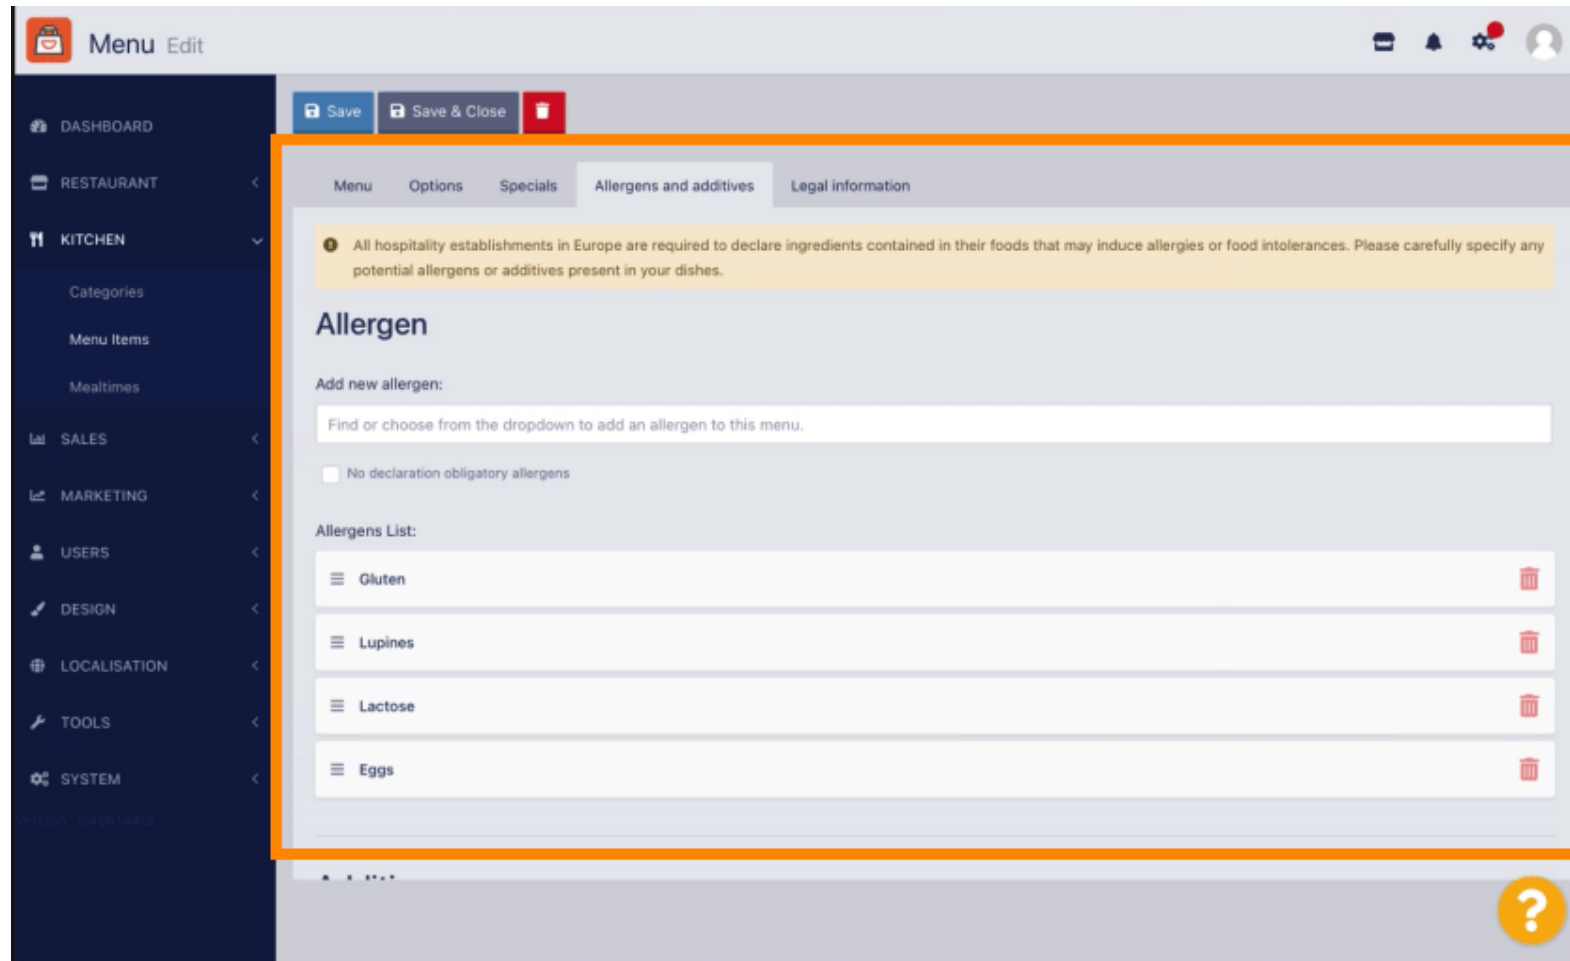 Menu Edit
Save
Save & Close
DASHBOARD
RESTAURANT
KITCHEN
Categories
Menu Items
Mealtimes
SALES
MARKETING
USERS
DESIGN
LOCALISATION
TOOLS
SYSTEM
Menu
Options
Specials
Allergens and additives
Legal information
All hospitality establishments in Europe are required to declare ingredients contained in their foods that may induce allergies or food intolerances. Please carefully specify any
potential allergens or additives present in your dishes.
Allergen
Add new allergen:
Find or choose from the dropdown to add an allergen to this menu.
No declaration obligatory allergens
Allergens List:
Gluten
Lupines
Lactose
Eggs
?